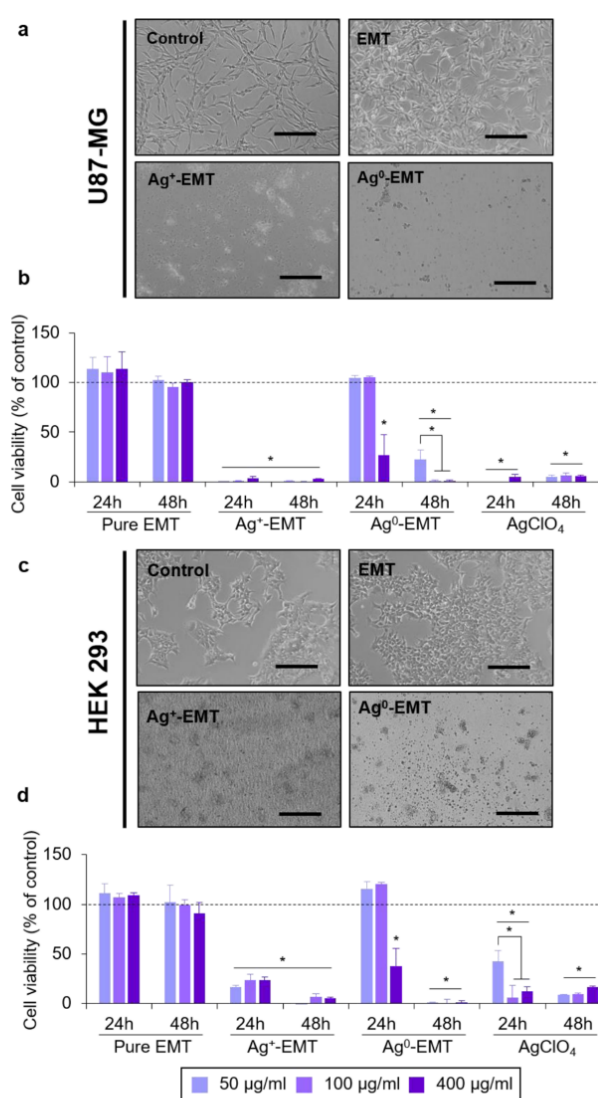 a
U87-MG
Control
EMT
Ag⁺-EMT
Ag⁰-EMT
b
Cell viability (% of control)
150
100
50
0
*
*
*
*
*
*
24h 48h 24h 48h 24h 48h 24h 48h
Pure EMT Ag⁺-EMT Ag⁰-EMT AgClO₄
c
HEK 293
Control
EMT
Ag⁺-EMT
Ag⁰-EMT
d
Cell viability (% of control)
150
100
50
0
*
*
*
*
*
*
24h 48h 24h 48h 24h 48h 24h 48h
Pure EMT Ag⁺-EMT Ag⁰-EMT AgClO₄
50 µg/ml 100 µg/ml 400 µg/ml